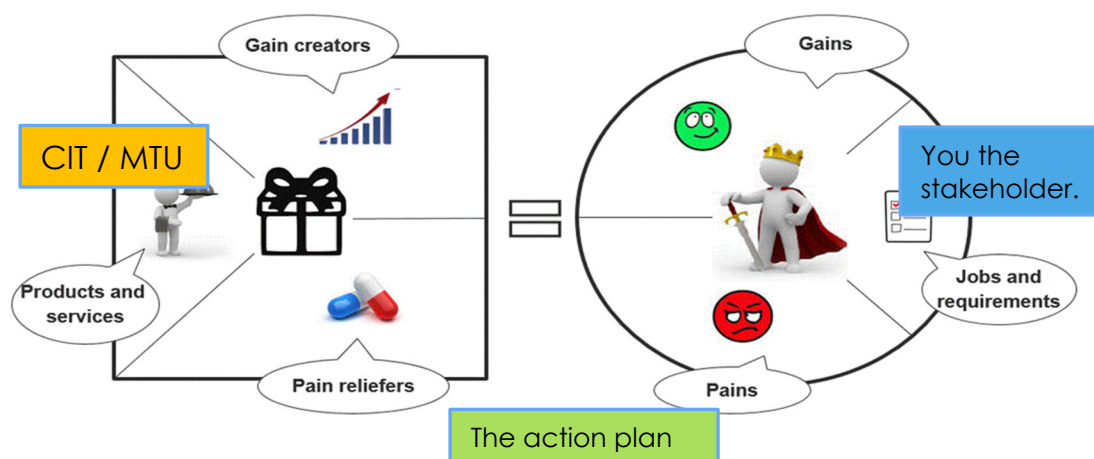 Gain creators
Gains
CIT / MTU
You the
stakeholder.
Products and
services
Jobs and
requirements
Pain relievers
Pains
The action plan